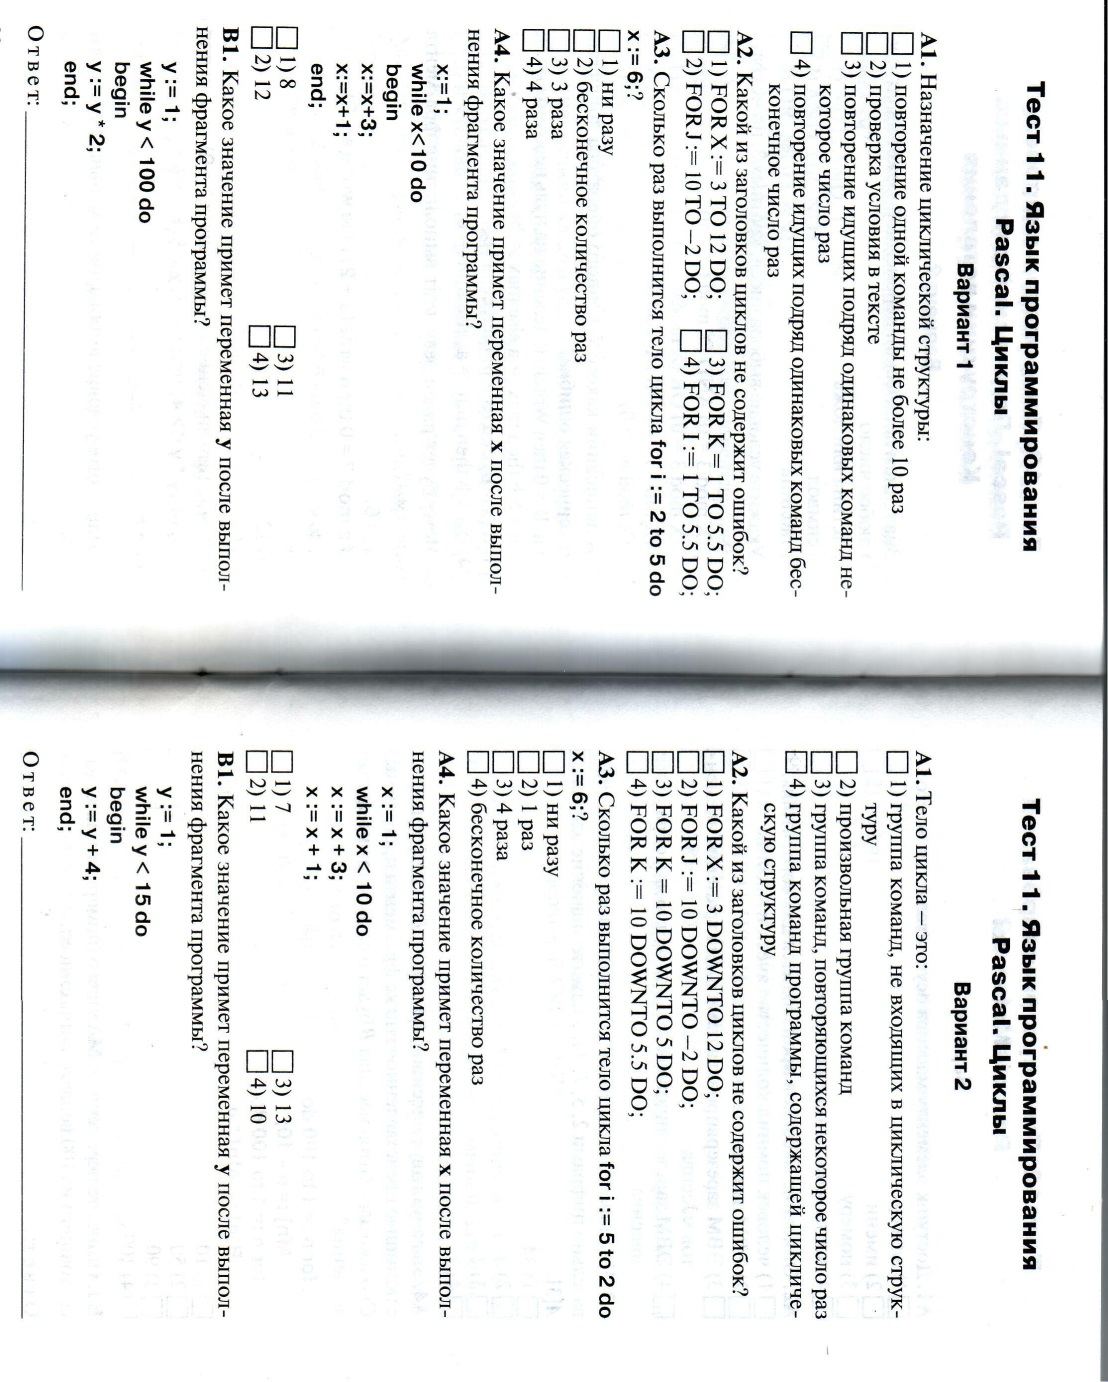 Тест 11. Язык программирования
Pascal. Циклы
Вариант 1
А1. Назначение циклической структуры:
1) повторение одной команды не более 10 раз
2) проверка условия в тексте
3) повторение идущих подряд одинаковых команд не-
которое число раз
4) повторение идущих подряд одинаковых команд бес-
конечное число раз
А2. Какой из заголовков циклов не содержит ошибок?
1) FOR X := 3 TO 12 DO;
3) FOR K = 1 TO 5.5 DO;
2) FOR J := 10 TO –2 DO;
4) FOR I := 1 TO 5.5 DO;
А3. Сколько раз выполнится тело цикла for i := 2 to 5 do
x := 6;?
1) ни разу
2) бесконечное количество раз
3) 3 раза
4) 4 раза
А4. Какое значение примет переменная x после выпол-
нения фрагмента программы?
x:=1;
while x<10 do
begin
x:=x+3;
x:=x+1;
end;
1) 8
3) 11
2) 12
4) 13
В1. Какое значение примет переменная y после выпол-
нения фрагмента программы?
y := 1;
while y < 100 do
begin
y := y * 2;
end;
Ответ:
Тест 11. Язык программирования
Pascal. Циклы
Вариант 2
А1. Тело цикла – это:
1) группа команд, не входящих в циклическую струк-
туру
2) произвольная группа команд
3) группа команд, повторяющихся некоторое число раз
4) группа команд программы, содержащей цикличе-
скую структуру
А2. Какой из заголовков циклов не содержит ошибок?
1) FOR X := 3 DOWNTO 12 DO;
2) FOR J := 10 DOWNTO –2 DO;
3) FOR K = 10 DOWNTO 5 DO;
4) FOR K := 10 DOWNTO 5.5 DO;
А3. Сколько раз выполнится тело цикла for i := 5 to 2 do
x := 6;?
1) ни разу
2) 1 раз
3) 4 раза
4) бесконечное количество раз
А4. Какое значение примет переменная x после выпол-
нения фрагмента программы?
x := 1;
while x < 10 do
x := x + 3;
x := x + 1;
1) 7
3) 13
2) 11
4) 10
В1. Какое значение примет переменная y после выпол-
нения фрагмента программы?
y := 1;
while y < 15 do
begin
y := y + 4;
end;
Ответ: